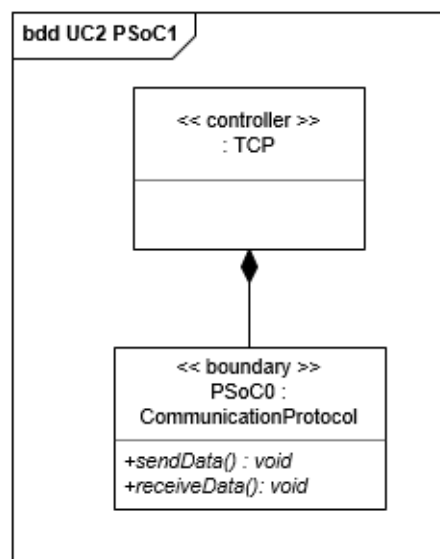 bdd UC2 PSoC1
<< controller >>
: TCP
<< boundary >>
PSoC0 :
CommunicationProtocol
+sendData() : void
+receiveData(): void